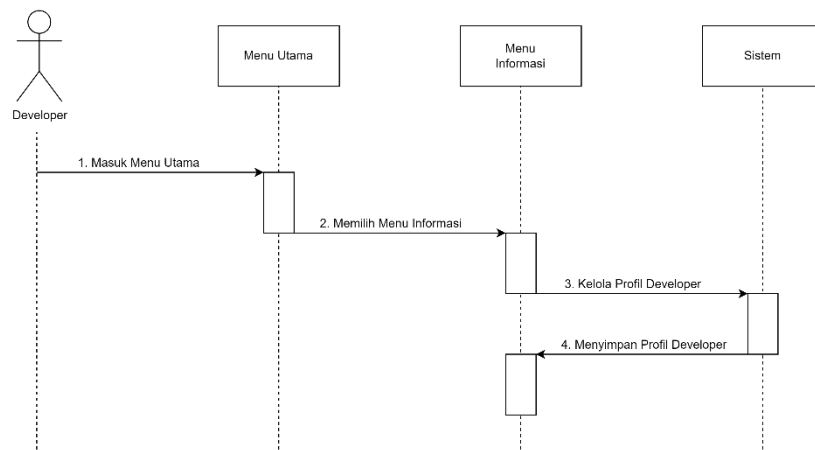 Menu Utama
Menu
Informasi
Sistem
Developer
1. Masuk Menu Utama
2. Memilih Menu Informasi
3. Kelola Profil Developer
4. Menyimpan Profil Developer